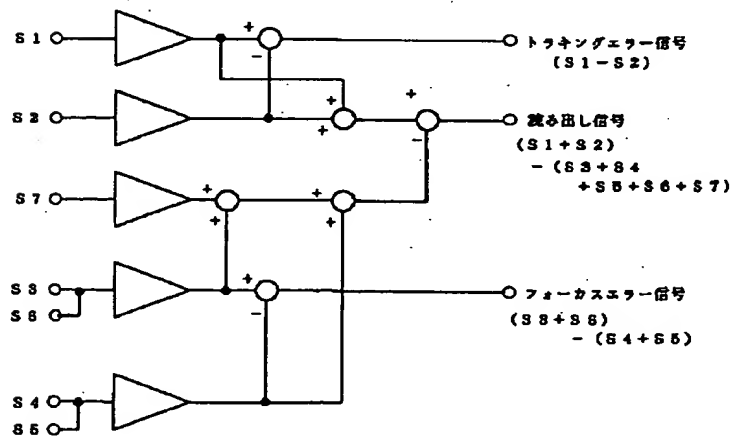 S1
+
トラキングエラー信号
(S1-S2)
-
S2
+
+
+
読み出し信号
-
(S1+S2)
-(S3+S4
+S5+S6+S7)
S7
+
+
+
+
S3
S6
+
-
フォーカスエラー信号
(S3+S6)
-(S4+S5)
S4
S5